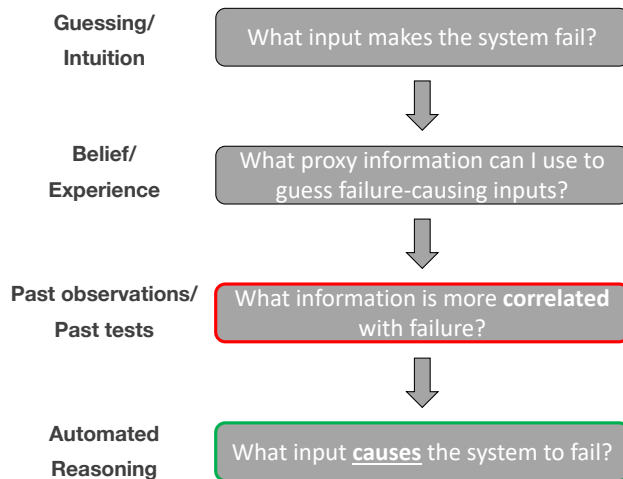 Guessing/
Intuition
What input makes the system fail?
Belief/
Experience
What proxy information can I use to
guess failure-causing inputs?
Past observations/
Past tests
What information is more correlated
with failure?
Automated
Reasoning
What input causes the system to fail?